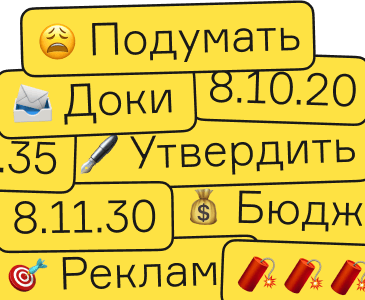 😩 Подумать
📨 Доки
8.10.20
.35
🖋️ Утвердить
8.11.30
💰 Бюдж
🎯 Реклам
🧨🧨🧨